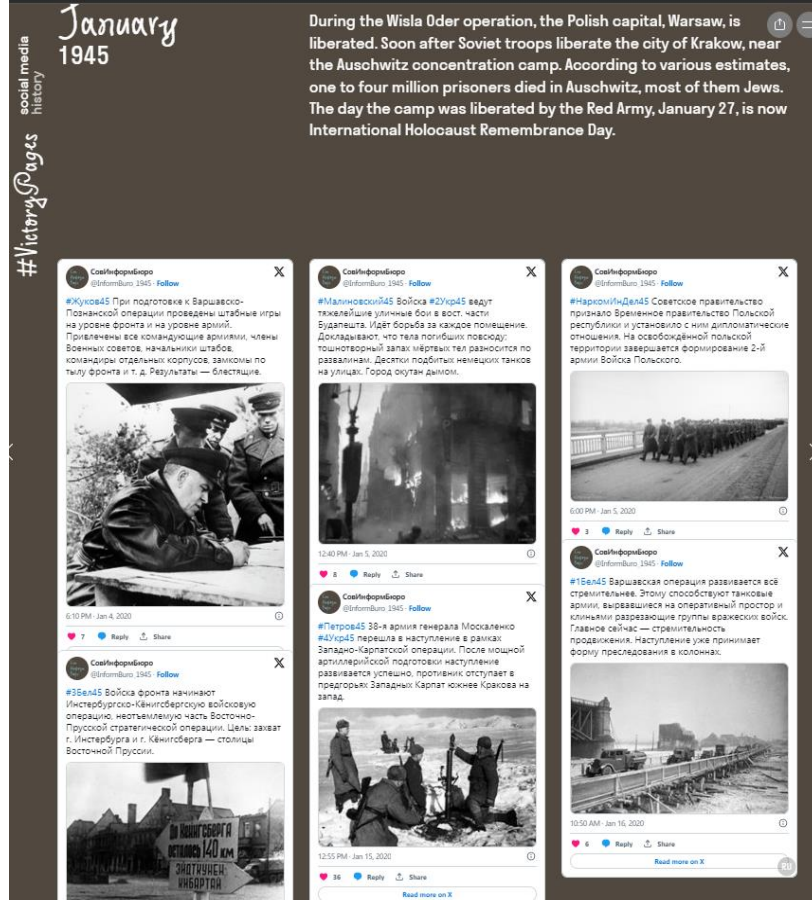 January
1945
During the Wisla Oder operation, the Polish capital, Warsaw, is
liberated. Soon after Soviet troops liberate the city of Krakow, near
the Auschwitz concentration camp. According to various estimates,
one to four million prisoners died in Auschwitz, most of them Jews.
The day the camp was liberated by the Red Army, January 27, is now
International Holocaust Remembrance Day.
social media
history
#VictoryPages
СовИнформБюро
@InformBuro_1945 · Follow
#Жуков45 При подготовке к Варшавско-
Познанской операции проведены штабные игры
на уровне фронта и на уровне армий.
Привлечены все командующие армиями, члены
Военных советов, начальники штабов,
командиры отдельных корпусов, замкомы по
тылу фронта и т. д. Результаты — блестящие.
6:10 PM · Jan 4, 2020
7 Reply Share
СовИнформБюро
@InformBuro_1945 · Follow
#3Бел45 Войска фронта начинают
Инстербургско-Кёнигсбергскую войсковую
операцию, неотъемлемую часть Восточно-
Прусской стратегической операции. Цель: захват
г. Инстербурга и г. Кёнигсберга — столицы
Восточной Пруссии.
До КЕНИГСБЕРГА
осталось 140 км
ЭЙДТКУНЕН
ИНБАРТАЙ
СовИнформБюро
@InformBuro_1945 · Follow
#Малиновский45 Войска #2Укр45 ведут
тяжелейшие уличные бои в вост. части
Будапешта. Идёт борьба за каждое помещение.
Докладывают, что тела погибших повсюду;
тошнотворный запах мёртвых тел разносится по
развалинам. Десятки подбитых немецких танков
на улицах. Город окутан дымом.
12:40 PM · Jan 5, 2020
8 Reply Share
СовИнформБюро
@InformBuro_1945 · Follow
#Петров45 38-я армия генерала Москаленко
#4Укр45 перешла в наступление в рамках
Западно-Карпатской операции. После мощной
артиллерийской подготовки наступление
развивается успешно, противник отступает в
предгорьях Западных Карпат южнее Кракова на
запад.
12:55 PM · Jan 15, 2020
36 Reply Share
Read more on X
СовИнформБюро
@InformBuro_1945 · Follow
#НаркомИнДел45 Советское правительство
признало Временное правительство Польской
республики и установило с ним дипломатические
отношения. На освобождённой польской
территории завершается формирование 2-й
армии Войска Польского.
6:00 PM · Jan 5, 2020
3 Reply Share
СовИнформБюро
@InformBuro_1945 · Follow
#1Бел45 Варшавская операция развивается всё
стремительнее. Этому способствуют танковые
армии, вырвавшиеся на оперативный простор и
клиньями разрезающие группы вражеских войск.
Главное сейчас — стремительность
продвижения. Наступление уже принимает
форму преследования в колоннах.
10:50 AM · Jan 16, 2020
6 Reply Share
Read more on X
RU